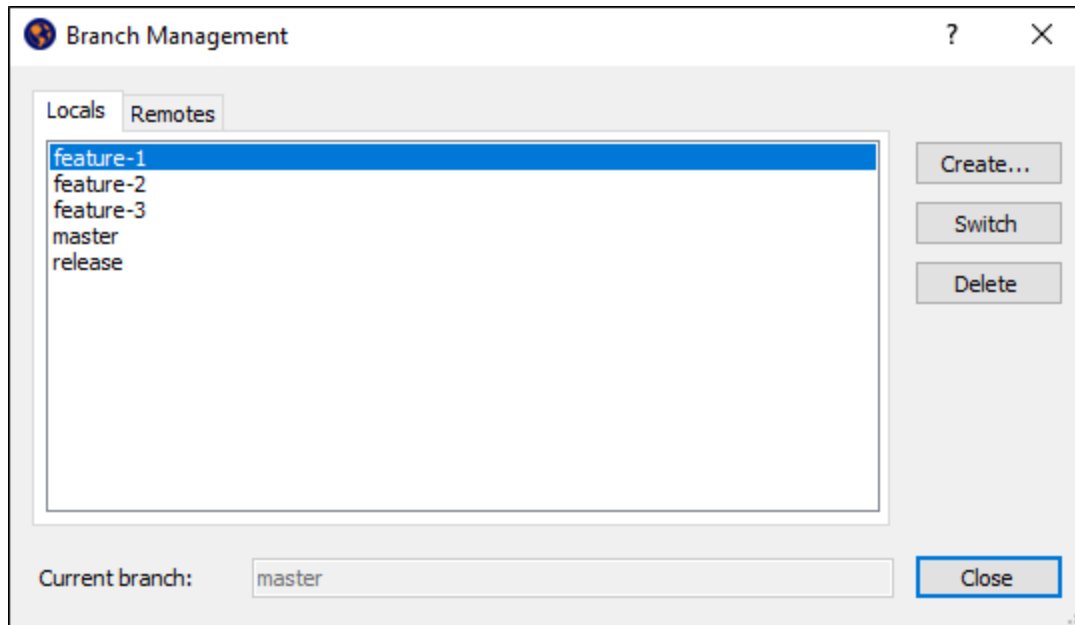 Branch Management
?
Locals
Remotes
feature-1
feature-2
feature-3
master
release
Create...
Switch
Delete
Current branch:
master
Close